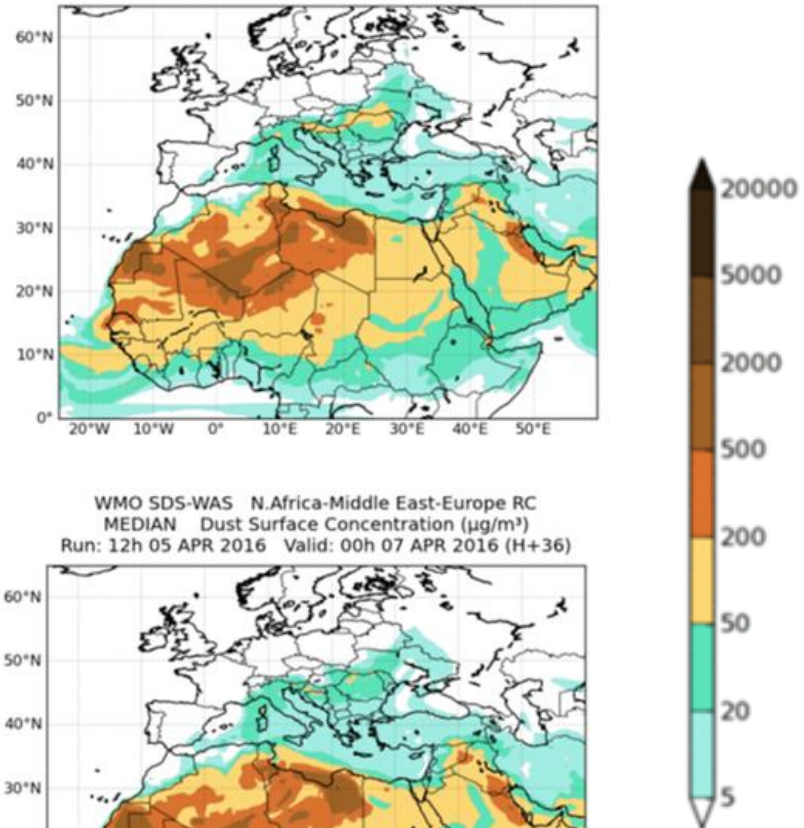 60°N
50°N
40°N
30°N
20°N
10°N
0°
20°W 10°W 0° 10°E 20°E 30°E 40°E 50°E
WMO SDS-WAS N.Africa-Middle East-Europe RC
MEDIAN Dust Surface Concentration (µg/m³)
Run: 12h 05 APR 2016 Valid: 00h 07 APR 2016 (H+36)
60°N
50°N
40°N
30°N
20000
5000
2000
500
200
50
20
5